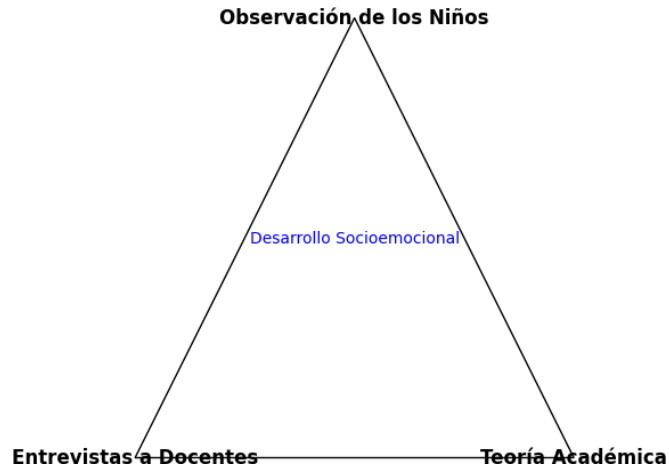 Observación de los Niños
Desarrollo Socioemocional
Entrevistas a Docentes
Teoría Académica